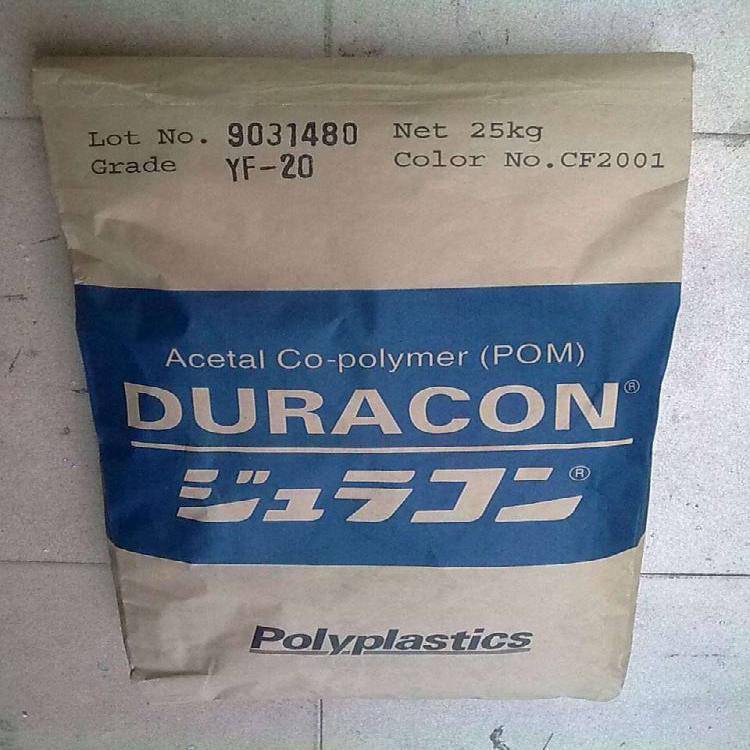 Lot No. 9031480 Net 25kg
Grade YF-20 Color No.CF2001
Acetal Co-polymer (POM)
DURACON®
ジュラコン®
Polyplastics